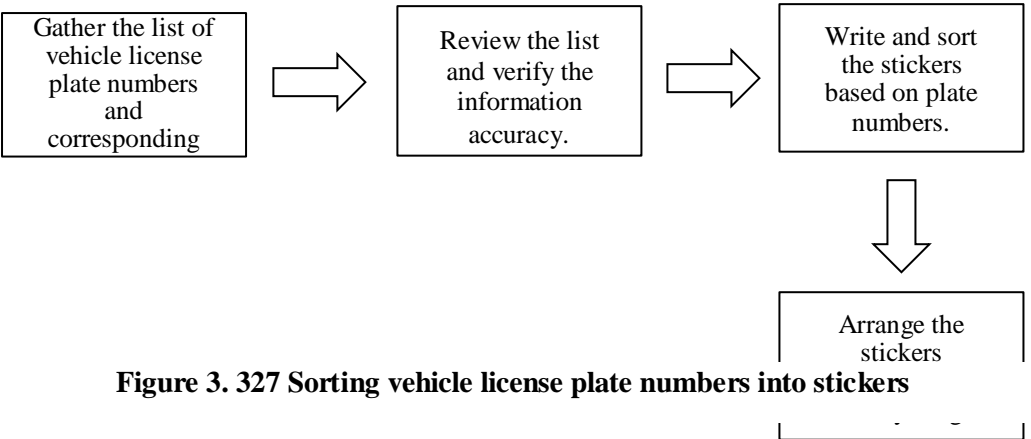 Gather the list of
vehicle license
plate numbers
and
corresponding
Review the list
and verify the
information
accuracy.
Write and sort
the stickers
based on plate
numbers.
Arrange the
stickers
Figure 3. 327 Sorting vehicle license plate numbers into stickers